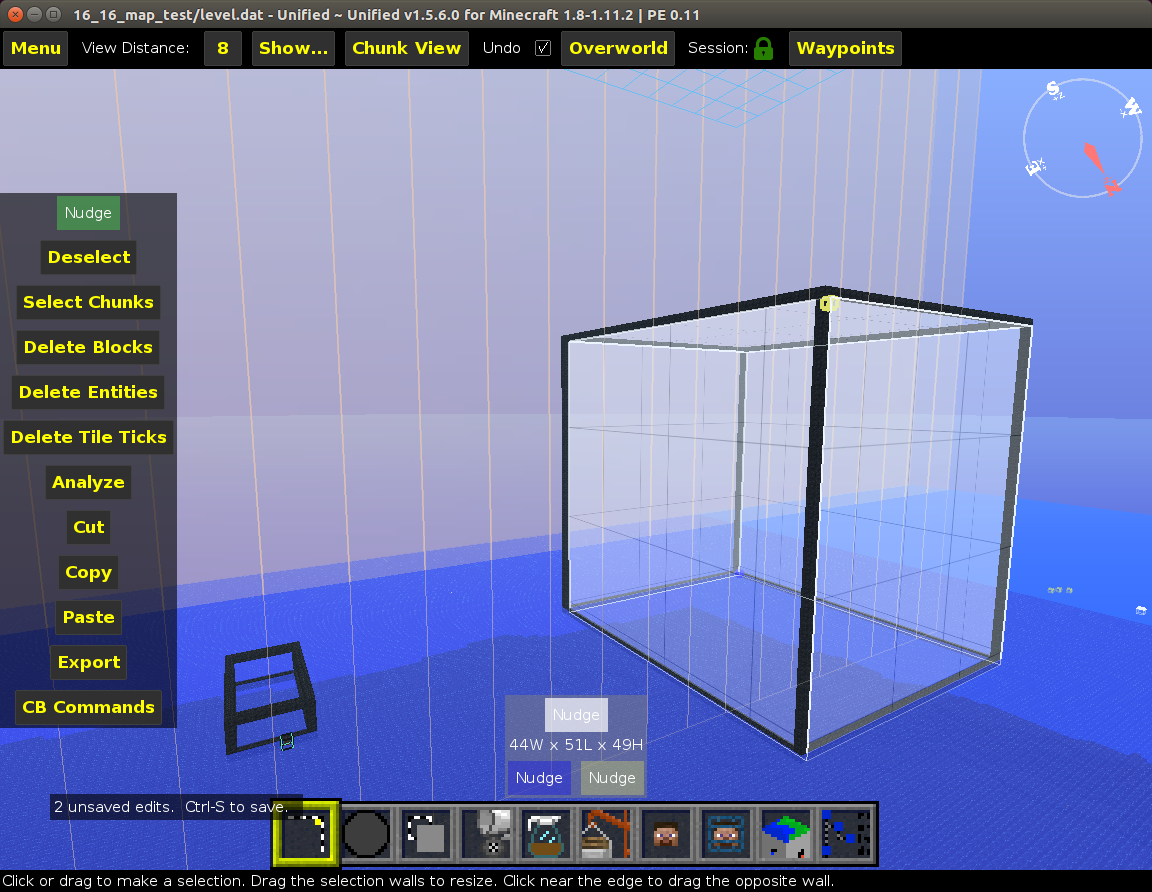 16_16_map_test/level.dat - Unified ~ Unified v1.5.6.0 for Minecraft 1.8-1.11.2 | PE 0.11
Menu View Distance: 8 Show... Chunk View Undo Overworld Session: Waypoints
Nudge
Deselect
Select Chunks
Delete Blocks
Delete Entities
Delete Tile Ticks
Analyze
Cut
Copy
Paste
Export
CB Commands
Nudge
44W x 51L x 49H
Nudge Nudge
2 unsaved edits. Ctrl-S to save.
Click or drag to make a selection. Drag the selection walls to resize. Click near the edge to drag the opposite wall.